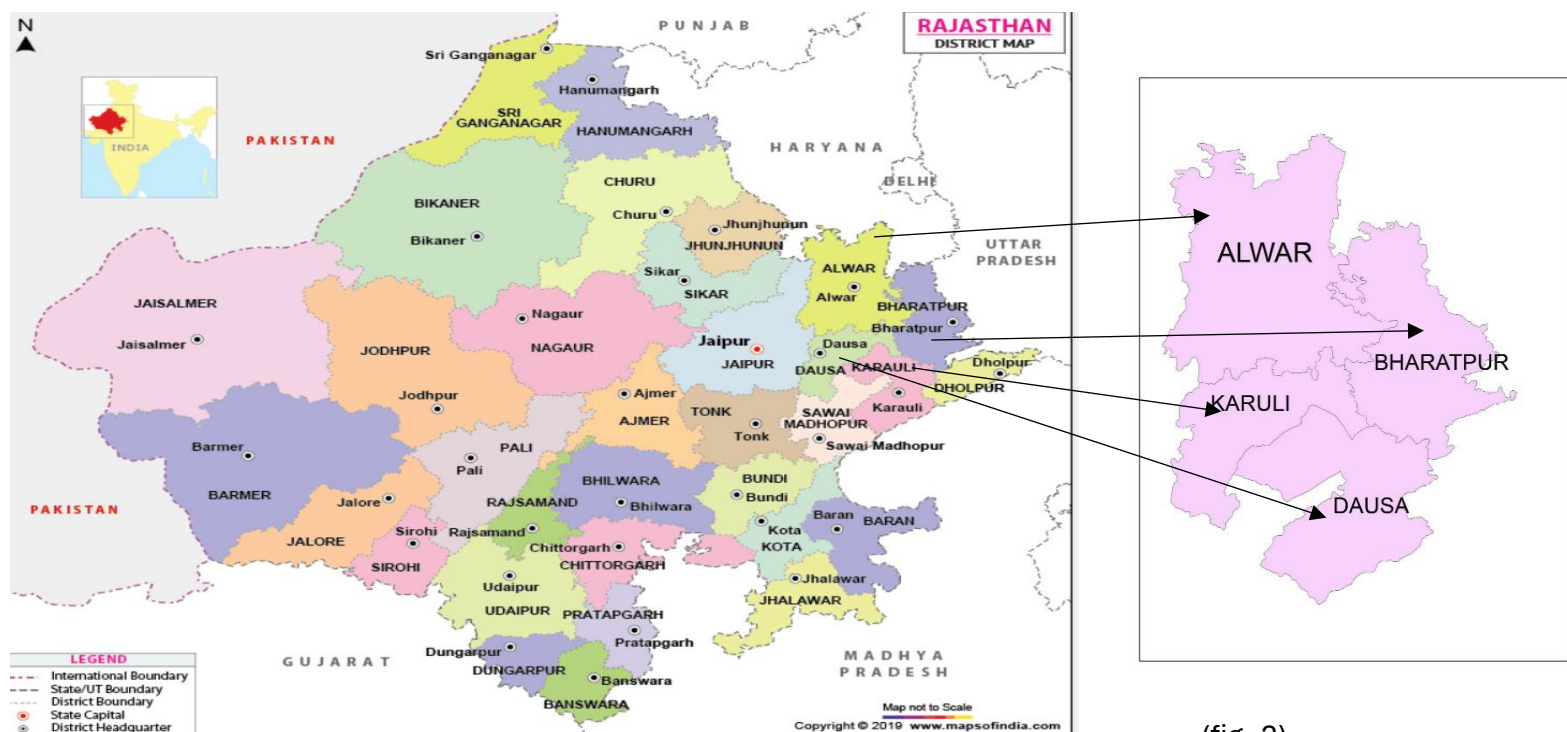 N
PUNJAB
RAJASTHAN
DISTRICT MAP
Sri Ganganagar
Hanumangarh
SRI
GANGANAGAR
HANUMANGARH
PAKISTAN
INDIA
HARYANA
DELHI
CHURU
Churu
BIKANER
Bikaner
Jhunjhunun
JHUNJHUNUN
UTTAR
PRADESH
ALWAR
Alwar
Sikar
SIKAR
BHARATPUR
Bharatpur
JAISALMER
Jaisalmer
Nagaur
NAGAUR
JODHPUR
Jodhpur
Jaipur
JAIPUR
Dausa
DAUSA
KARAULI
Karauli
Dholpur
DHOLPUR
Ajmer
AJMER
TONK
Tonk
SAWAI
MADHOPUR
Sawai Madhopur
Barmer
BARMER
PALI
Pali
BHILWARA
Bhilwara
BUNDI
Bundi
RAJSAMAND
Rajsamand
Jalore
JALORE
Sirohi
SIROHI
PAKISTAN
Kota
KOTA
Baran
BARAN
Chittorgarh
CHITTORGARH
Udaipur
UDAIPUR
Jhalawar
JHALAWAR
PRATAPGARH
Pratapgarh
Dungarpur
DUNGARPUR
Banswara
BANSWARA
GUJARAT
MADHYA
PRADESH
LEGEND
International Boundary
State/UT Boundary
District Boundary
State Capital
District Headquarter
Map not to Scale
Copyright © 2019 www.mapsofindia.com
ALWAR
BHARATPUR
KARULI
DAUSA